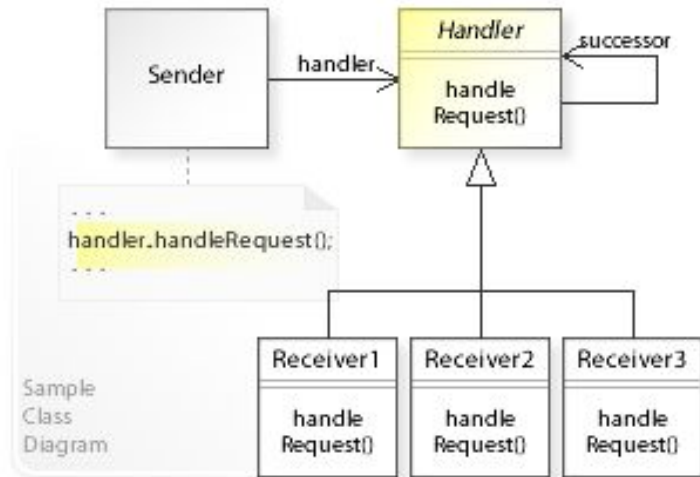 Sender
handler
Handler
handle
Request()
successor
. . .
handler.handleRequest();
. . .
Receiver1
handle
Request()
Receiver2
handle
Request()
Receiver3
handle
Request()
Sample
Class
Diagram